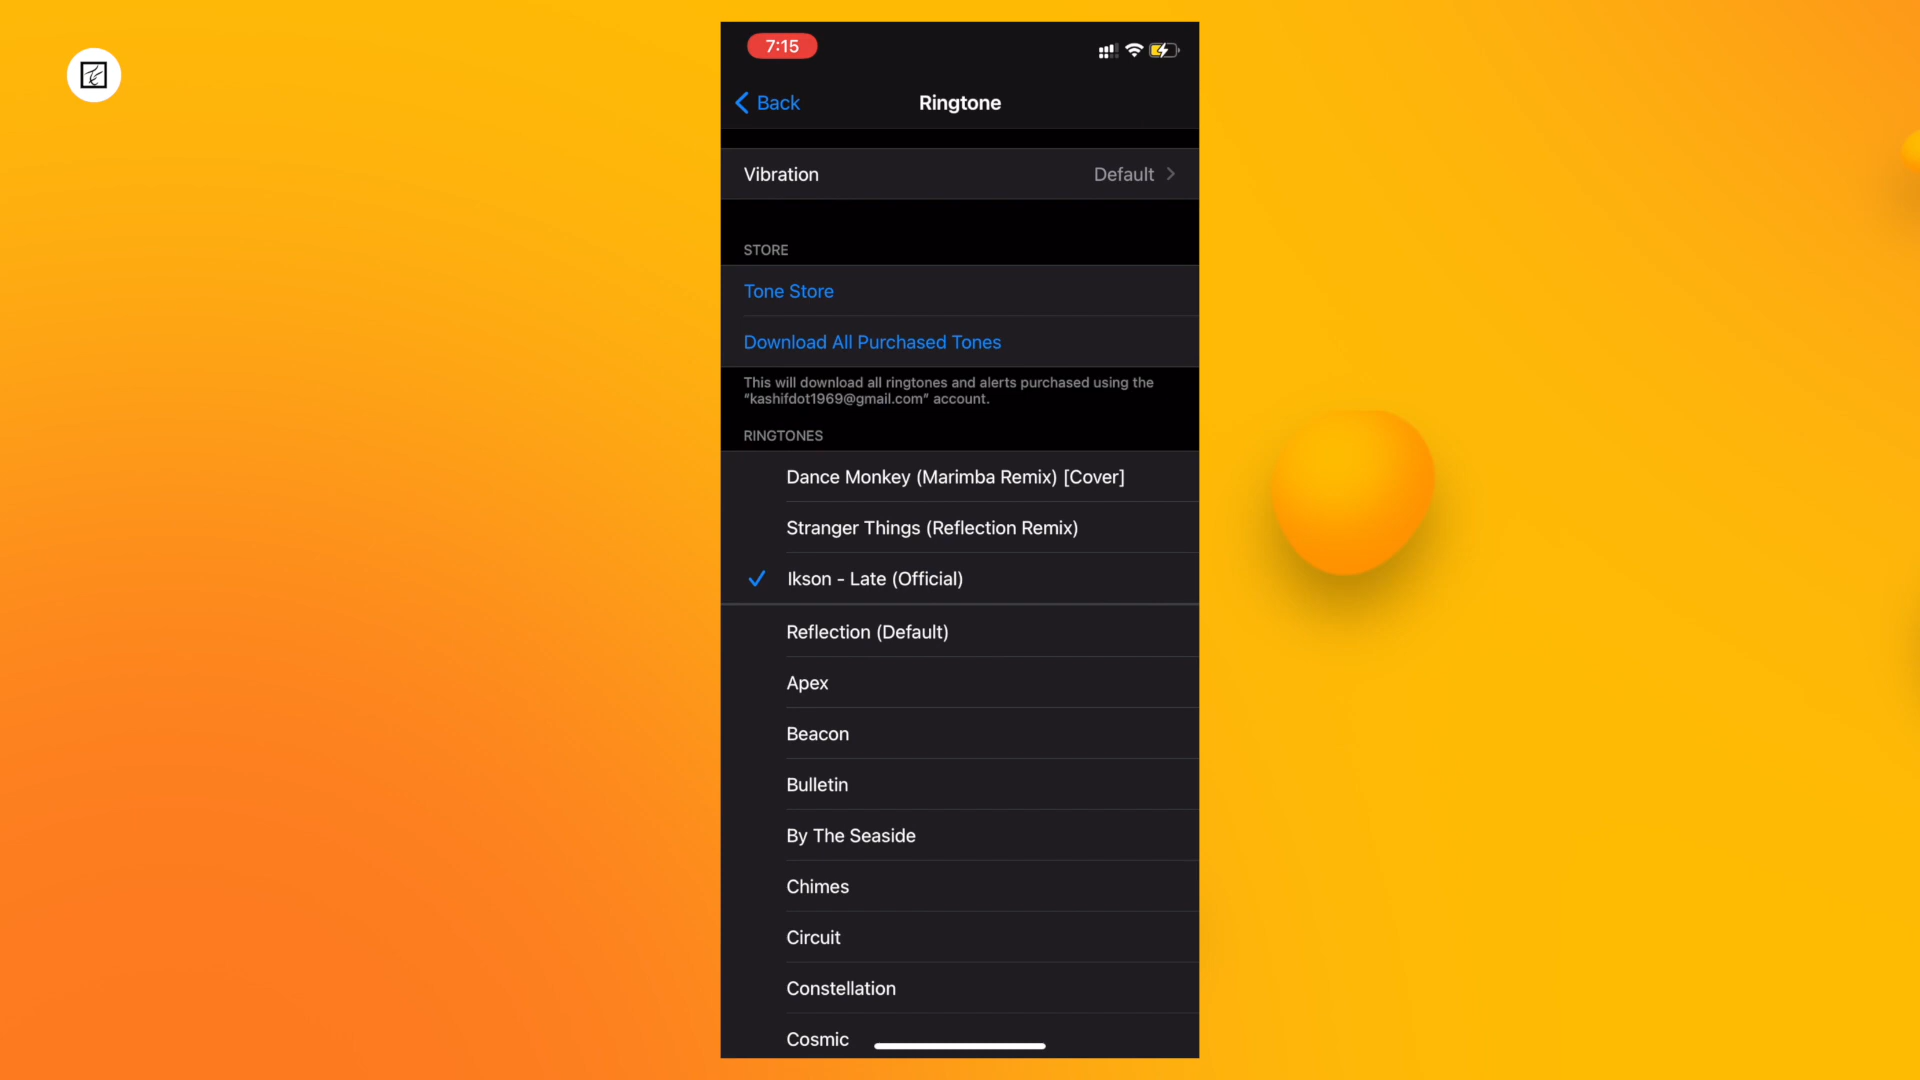 7:15
Back
Ringtone
Vibration
Default
STORE
Tone Store
Download All Purchased Tones
This will download all ringtones and alerts purchased using the
“kashifdot1969@gmail.com” account.
RINGTONES
Dance Monkey (Marimba Remix) [Cover]
Stranger Things (Reflection Remix)
Ikson - Late (Official)
Reflection (Default)
Apex
Beacon
Bulletin
By The Seaside
Chimes
Circuit
Constellation
Cosmic